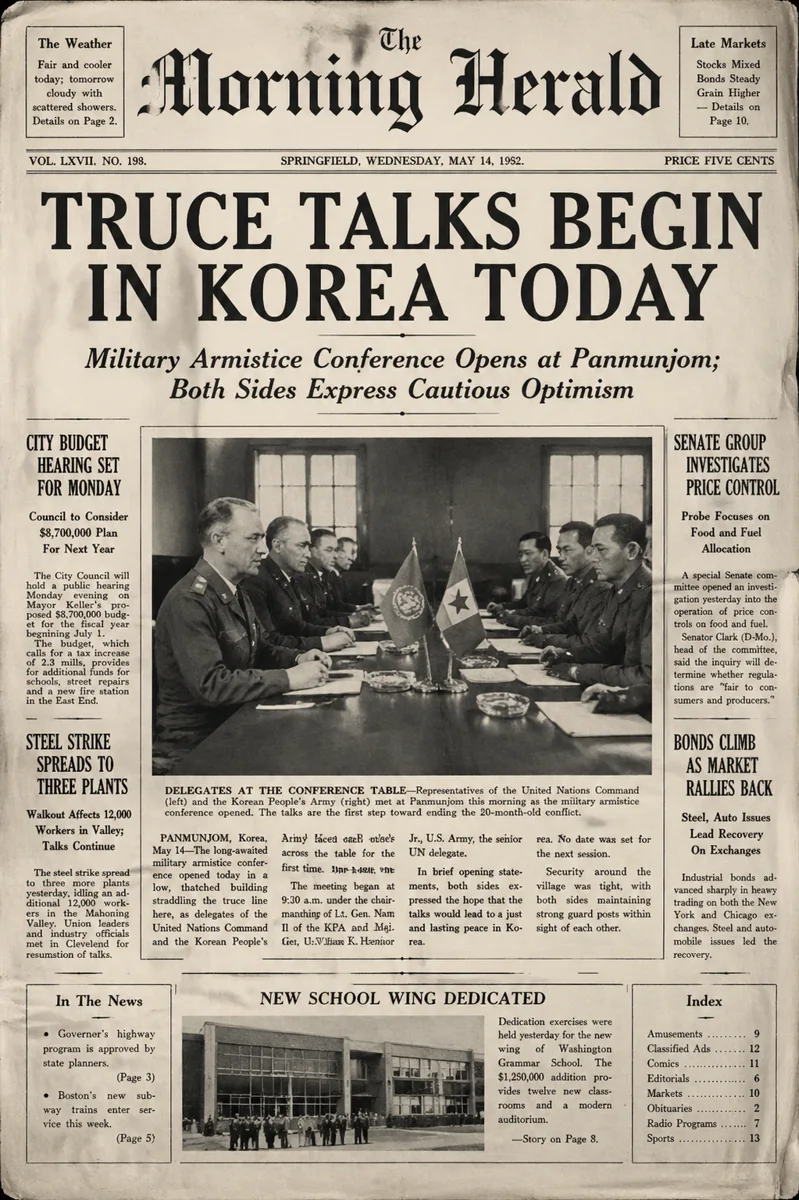 The Weather
Fair and cooler
today; tomorrow
cloudy with
scattered showers.
Details on Page 2.
The
Morning Herald
Late Markets
Stocks Mixed
Bonds Steady
Grain Higher
— Details on
Page 10.
VOL. LXVII. NO. 198.
SPRINGFIELD, WEDNESDAY, MAY 14, 1952.
PRICE FIVE CENTS
TRUCE TALKS BEGIN
IN KOREA TODAY
Military Armistice Conference Opens at Panmunjom;
Both Sides Express Cautious Optimism
CITY BUDGET
HEARING SET
FOR MONDAY
Council to Consider
$8,700,000 Plan
For Next Year
The City Council will
hold a public hearing
Monday evening on
Mayor Keller's pro-
posed $8,700,000 budg-
et for the fiscal year
beginning July 1.
The budget, which
calls for a tax increase
of 2.3 mills, provides
for additional funds for
schools, street repairs
and a new fire station
in the East End.
STEEL STRIKE
SPREADS TO
THREE PLANTS
Walkout Affects 12,000
Workers in Valley;
Talks Continue
The steel strike spread
to three more plants
yesterday, idling an ad-
ditional 12,000 work-
ers in the Mahoning
Valley. Union leaders
and industry officials
met in Clevelend for
resumstion of talks.
DELEGATES AT THE CONFERENCE TABLE—Representatives of the United Nations Command
(left) and the Korean People's Army (right) met at Panmunjom this morning as the military armistice
conference opened. The talks are the first step toward ending the 20-month-old conflict.
PANMUNJOM, Korea,
May 14—The long-awaited
military armistice confer-
ence opened today in a
low, thatched building
straddling the truce line
here, as delegates of the
United Nations Command
and the Korean People's
Army faced
across the table for the
first time.
The meeting began at
9:30 a.m. under the chair-
manching of Lt. Gen. Nam
Il of the KPA and Maj.
K.
Jr., U.S. Army, the senior
UN delegate.
In brief opening state-
ments, both sides ex-
pressed the hope that the
talks would lead to a just
and lasting peace in Ko-
rea.
rea. No date was set for
the next session.
Security around the
village was tight, with
both sides maintaining
strong guard posts within
sight of each other.
SENATE GROUP
INVESTIGATES
PRICE CONTROL
Probe Focuses on
Food and Fuel
Allocation
A special Senate com-
mittee opened an investi-
gation yesterday into the
operation of price con-
trols on food and fuel.
Senator Clark (D-Mo.),
head of the committee,
said the inquiry will de-
termine whether regula-
tions are "fair to con-
sumers and producers."
BONDS CLIMB
AS MARKET
RALLIES BACK
Steel, Auto Issues
Lead Recovery
On Exchanges
Industrial bonds ad-
vanced sharply in heavy
trading on both the New
York and Chicago ex-
changes. Steel and auto-
mobile issues led the
recovery.
In The News
• Governor's highway
program is approved by
state planners.
(Page 3)
• Boston's new sub-
way trains enter ser-
vice this week.
(Page 5)
NEW SCHOOL WING DEDICATED
Dedication exercises were
held yesterday for the new
wing of Washington
Grammar School. The
$1,250,000 addition pro-
vides twelve new class-
rooms and a modern
auditorium.
—Story on Page 8.
Index
Amusements ......... 9
Classified Ads ....... 12
Comics .............. 11
Editorials ............ 6
Markets ............. 10
Obituaries ............ 2
Radio Programs ....... 7
Sports ............... 13